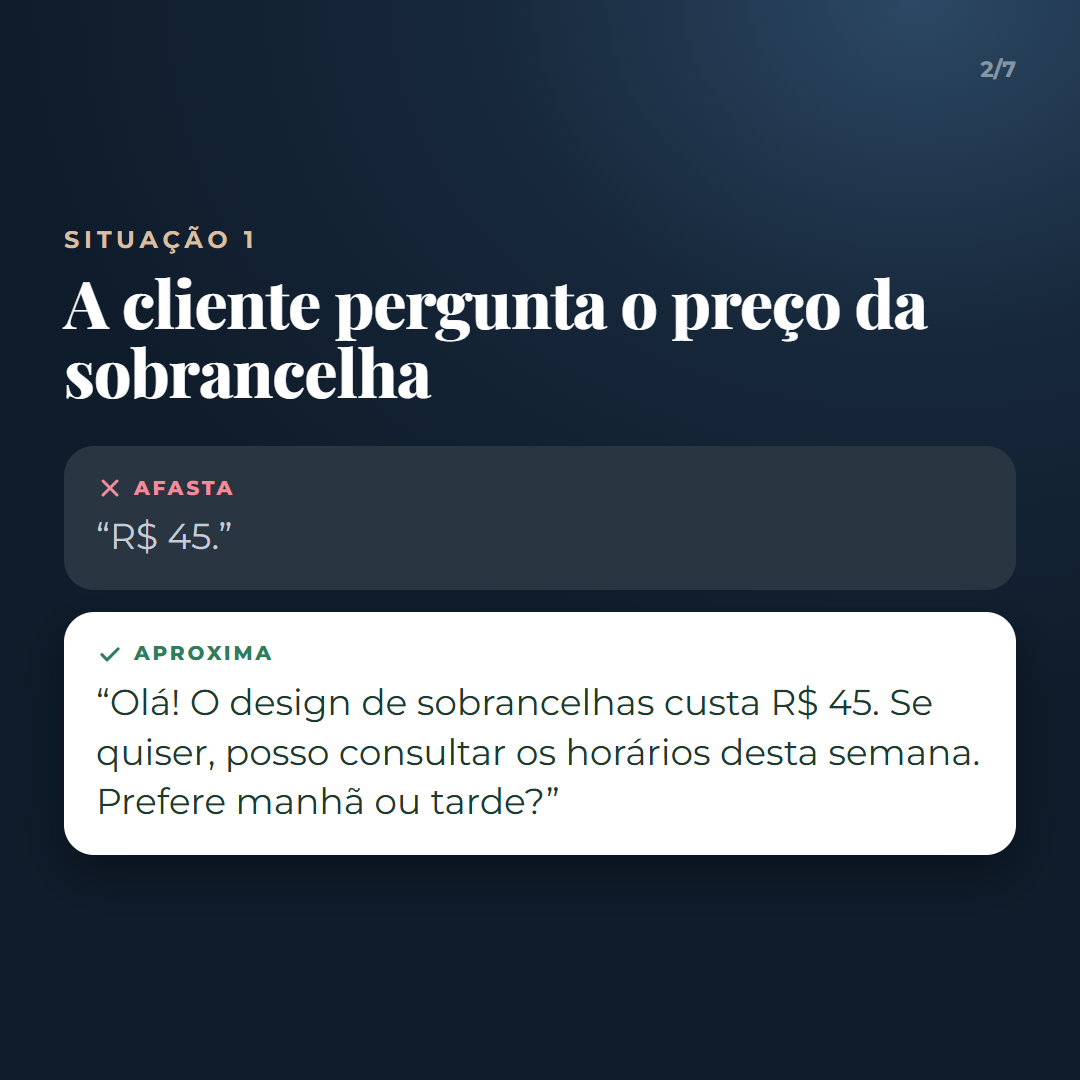 2/7
SITUAÇÃO 1
A cliente pergunta o preço da
sobrancelha
AFASTA
“R$ 45.”
APROXIMA
“Olá! O design de sobrancelhas custa R$ 45. Se
quiser, posso consultar os horários desta semana.
Prefere manhã ou tarde?”